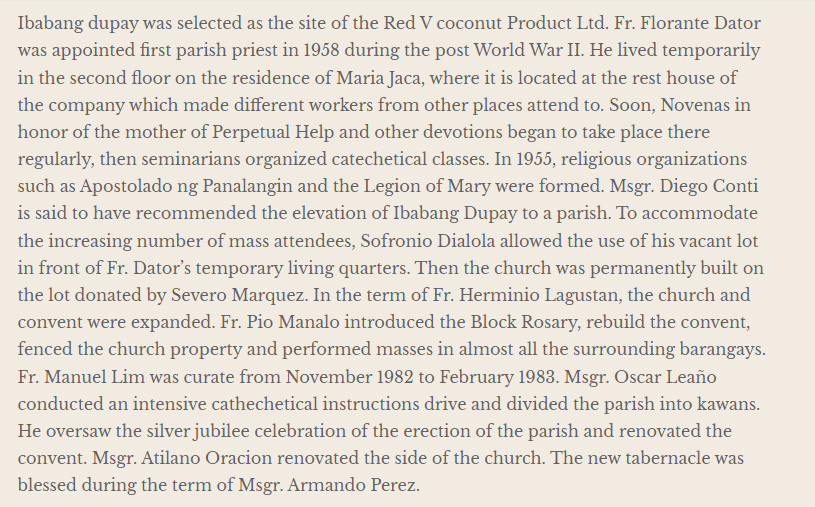 Ibabang dupay was selected as the site of the Red V coconut Product Ltd. Fr. Florante Dator
was appointed first parish priest in 1958 during the post World War II. He lived temporarily
in the second floor on the residence of Maria Jaca, where it is located at the rest house of
the company which made different workers from other places attend to. Soon, Novenas in
honor of the mother of Perpetual Help and other devotions began to take place there
regularly, then seminarians organized catechetical classes. In 1955, religious organizations
such as Apostolado ng Panalangin and the Legion of Mary were formed. Msgr. Diego Conti
is said to have recommended the elevation of Ibabang Dupay to a parish. To accommodate
the increasing number of mass attendees, Sofronio Dialola allowed the use of his vacant lot
in front of Fr. Dator’s temporary living quarters. Then the church was permanently built on
the lot donated by Severo Marquez. In the term of Fr. Herminio Lagustan, the church and
convent were expanded. Fr. Pio Manalo introduced the Block Rosary, rebuild the convent,
fenced the church property and performed masses in almost all the surrounding barangays.
Fr. Manuel Lim was curate from November 1982 to February 1983. Msgr. Oscar Leaño
conducted an intensive cathechetical instructions drive and divided the parish into kawans.
He oversaw the silver jubilee celebration of the erection of the parish and renovated the
convent. Msgr. Atilano Oracion renovated the side of the church. The new tabernacle was
blessed during the term of Msgr. Armando Perez.